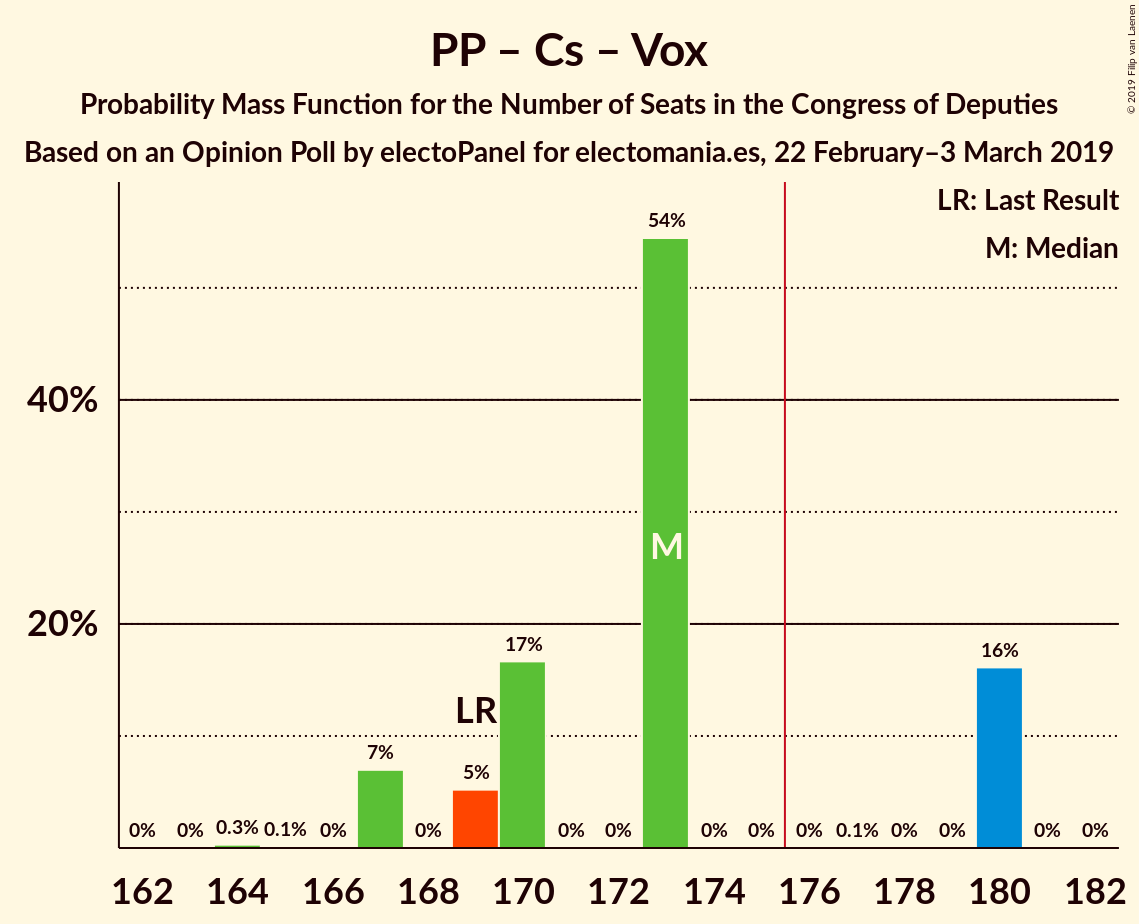 PP – Cs – Vox
Probability Mass Function for the Number of Seats in the Congress of Deputies
Based on an Opinion Poll by electoPanel for electomania.es, 22 February–3 March 2019
© 2019 Filip van Laenen
LR: Last Result
M: Median
54%
40%
M
20%
17%
16%
LR
7%
5%
0% 0% 0.3% 0.1% 0% 0% 0% 0% 0% 0% 0% 0.1% 0% 0% 0% 0%
162 164 166 168 170 172 174 176 178 180 182